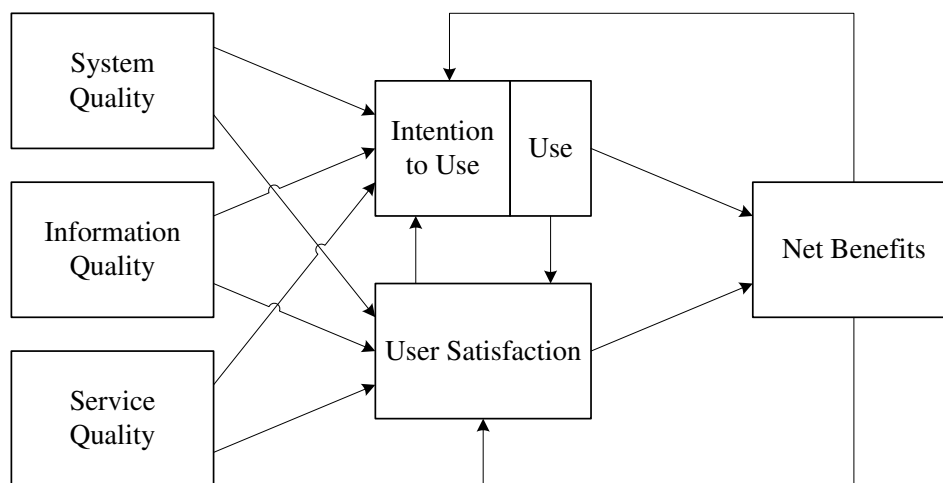 System
Quality
Intention
to Use
Use
Information
Quality
Net Benefits
User Satisfaction
Service
Quality